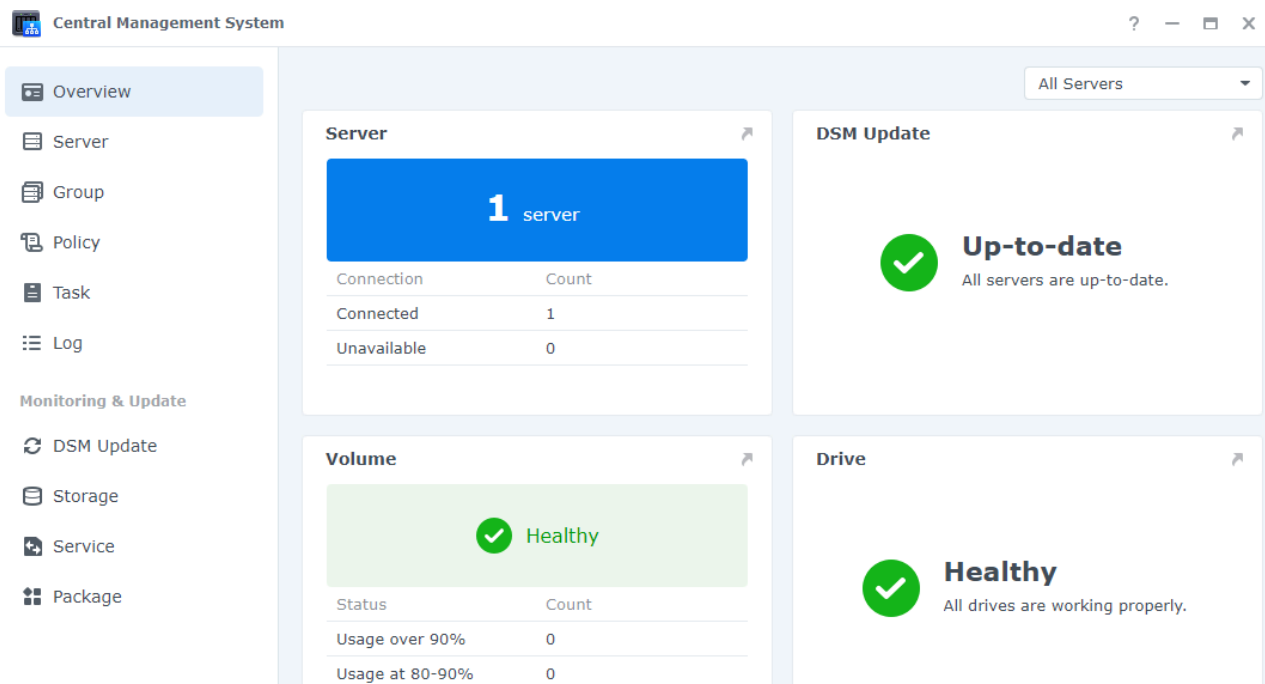 Central Management System
?
Overview
Server
Group
Policy
Task
Log
Monitoring & Update
DSM Update
Storage
Service
Package
All Servers
Server
1 server
Connection Count
Connected 1
Unavailable 0
DSM Update
Up-to-date
All servers are up-to-date.
Volume
Healthy
Status Count
Usage over 90% 0
Usage at 80-90% 0
Drive
Healthy
All drives are working properly.